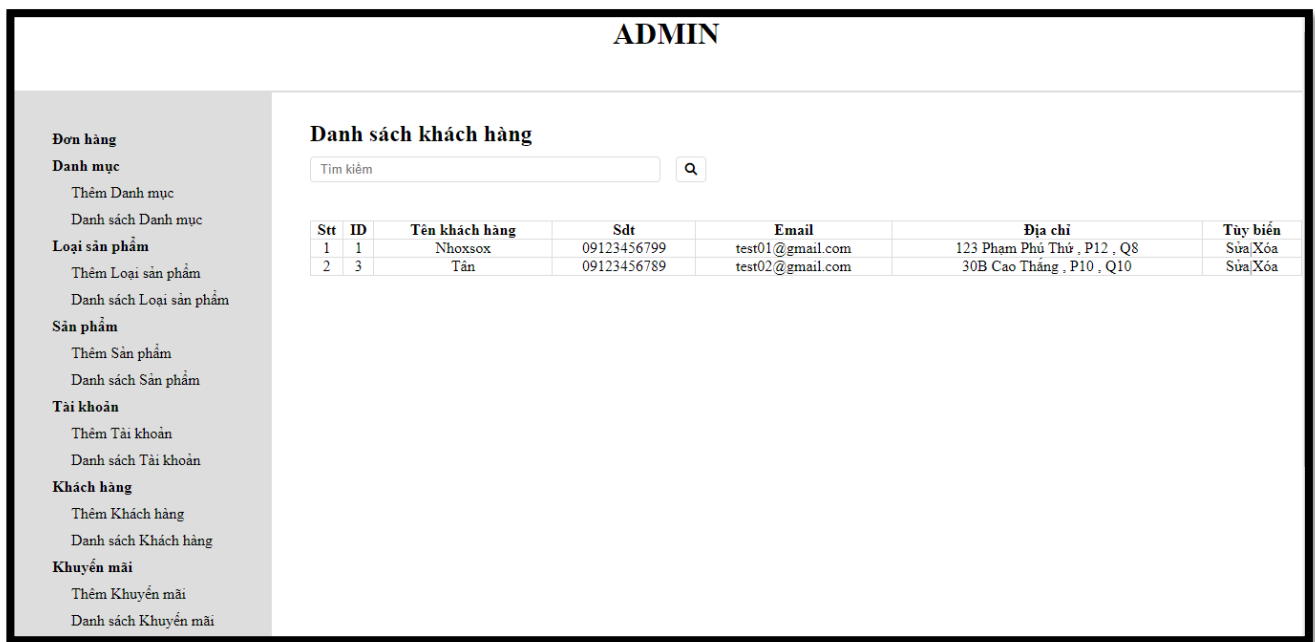 ADMIN
Đơn hàng
Danh mục
Thêm Danh mục
Danh sách Danh mục
Loại sản phẩm
Thêm Loại sản phẩm
Danh sách Loại sản phẩm
Sản phẩm
Thêm Sản phẩm
Danh sách Sản phẩm
Tài khoản
Thêm Tài khoản
Danh sách Tài khoản
Khách hàng
Thêm Khách hàng
Danh sách Khách hàng
Khuyến mãi
Thêm Khuyến mãi
Danh sách Khuyến mãi
Danh sách khách hàng
Tìm kiếm
Stt ID Tên khách hàng Sdt Email Địa chỉ Tùy biến
1 1 Nhoxsox 09123456799 test01@gmail.com 123 Phạm Phú Thứ , P12 , Q8 Sửa|Xóa
2 3 Tân 09123456789 test02@gmail.com 30B Cao Thắng , P10 , Q10 Sửa|Xóa